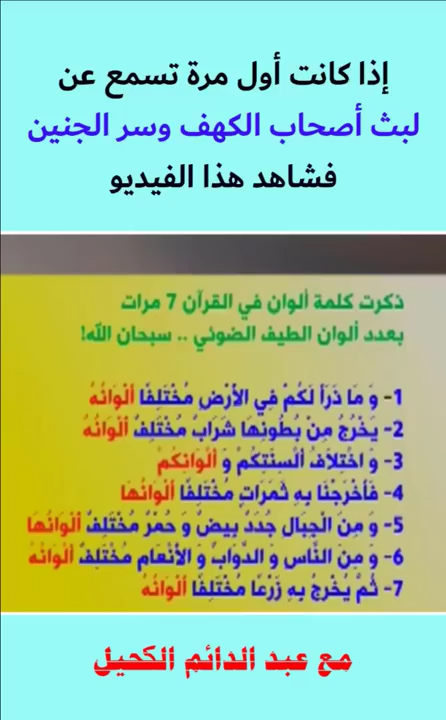 إذا كانت أول مرة تسمع عن
لبث أصحاب الكهف وسر الجنين
فشاهد هذا الفيديو
ذكرت كلمة ألوان في القرآن 7 مرات
بعدد ألوان الطيف الضوئي .. سبحان الله!
1- وَ مَا ذَرَأَ لَكُمْ فِي الأَرْضِ مُخْتَلِفًا أَلْوَانُهُ
2- يَخْرُجُ مِنْ بُطُونِهَا شَرَابٌ مُخْتَلِفٌ أَلْوَانُهُ
3- وَ اخْتِلَافُ أَلْسِنَتِكُمْ وَ أَلْوَانِكُمْ
4- فَأَخْرَجْنَا بِهِ ثَمَرَاتٍ مُخْتَلِفًا أَلْوَانُهَا
5- وَ مِنَ الْجِبَالِ جُدَدٌ بِيضٌ وَ حُمْرٌ مُخْتَلِفٌ أَلْوَانُهَا
6- وَ مِنَ النَّاسِ وَ الدَّوَابِّ وَ الأَنْعَامِ مُخْتَلِفٌ أَلْوَانُهُ
7- ثُمَّ يُخْرِجُ بِهِ زَرْعًا مُخْتَلِفًا أَلْوَانُهُ
مع عبد الدائم الكحيل